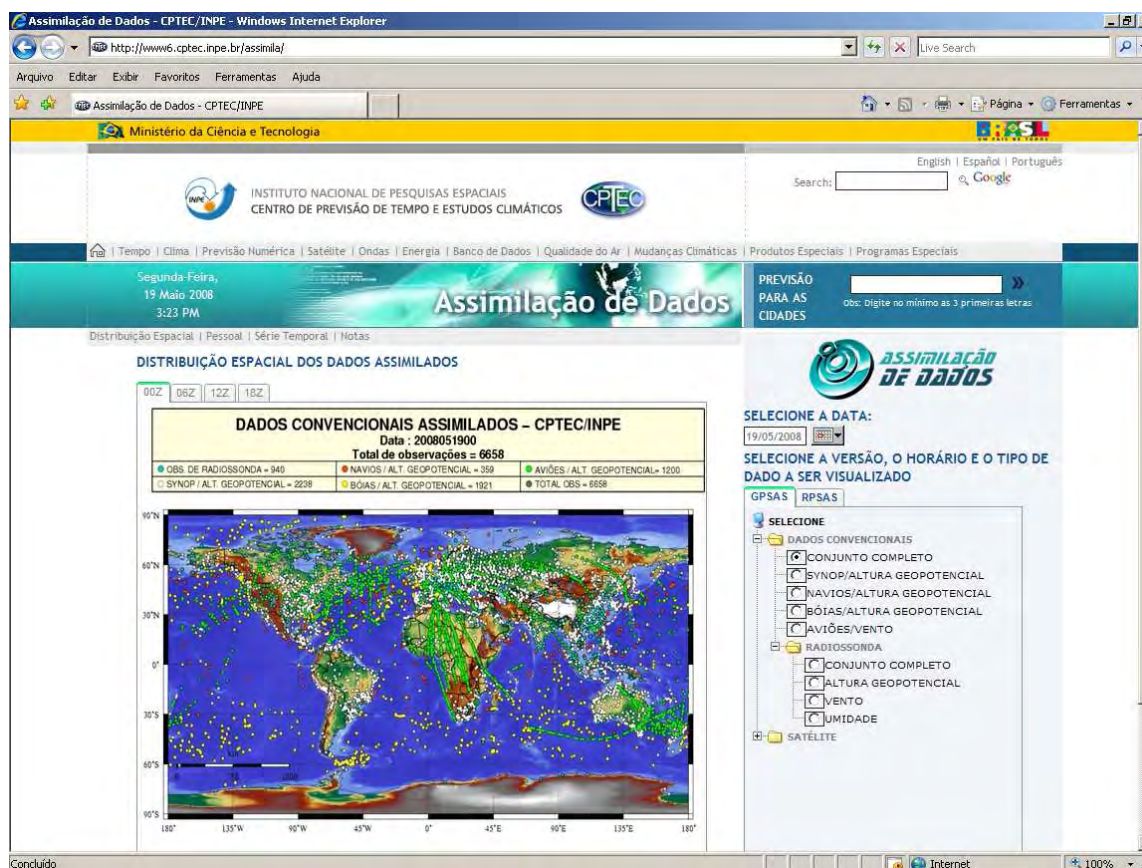 Assimilação de Dados - CPTEC/INPE - Windows Internet Explorer
http://www6.cptec.inpe.br/assimila/
Live Search
Arquivo Editar Exibir Favoritos Ferramentas Ajuda
Assimilação de Dados - CPTEC/INPE
Página Ferramentas
Ministério da Ciência e Tecnologia
BRASIL
English | Español | Português
Search: Google
INPE
INSTITUTO NACIONAL DE PESQUISAS ESPACIAIS
CENTRO DE PREVISÃO DE TEMPO E ESTUDOS CLIMÁTICOS
CPTEC
| Tempo | Clima | Previsão Numérica | Satélite | Ondas | Energia | Banco de Dados | Qualidade do Ar | Mudanças Climáticas | Produtos Especiais | Programas Especiais
Segunda-Feira,
19 Maio 2008
3:23 PM
Assimilação de Dados
PREVISÃO
PARA AS
CIDADES
Obs: Digite no mínimo as 3 primeiras letras
Distribuição Espacial | Pessoal | Série Temporal | Notas
DISTRIBUIÇÃO ESPACIAL DOS DADOS ASSIMILADOS
00Z 06Z 12Z 18Z
DADOS CONVENCIONAIS ASSIMILADOS – CPTEC/INPE
Data : 2008051900
Total de observações = 6658
OBS. DE RADIOSSONDA = 940
NAVIOS / ALT. GEOPOTENCIAL = 359
AVIÕES / ALT. GEOPOTENCIAL= 1200
SYNOP / ALT. GEOPOTENCIAL = 2238
BÓIAS / ALT. GEOPOTENCIAL = 1921
TOTAL OBS = 6658
90°N
60°N
30°N
0°
30°S
60°S
90°S
180° 135°W 90°W 45°W 0° 45°E 90°E 135°E 180°
ASSIMILAÇÃO
DE DADOS
SELECIONE A DATA:
19/05/2008
SELECIONE A VERSÃO, O HORÁRIO E O TIPO DE
DADO A SER VISUALIZADO
GPSAS RPSAS
SELECIONE
DADOS CONVENCIONAIS
CONJUNTO COMPLETO
SYNOP/ALTURA GEOPOTENCIAL
NAVIOS/ALTURA GEOPOTENCIAL
BÓIAS/ALTURA GEOPOTENCIAL
AVIÕES/VENTO
RADIOSSONDA
CONJUNTO COMPLETO
ALTURA GEOPOTENCIAL
VENTO
UMIDADE
SATÉLITE
Concluído
Internet
100%